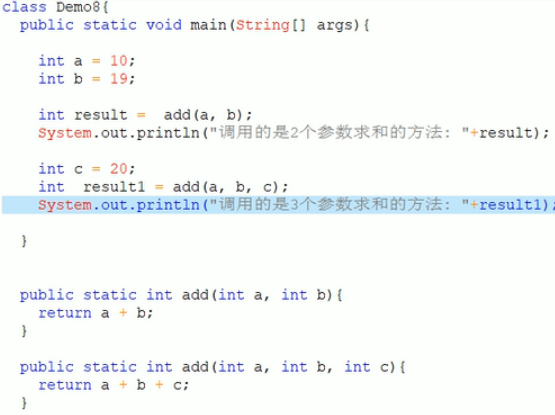 class Demo8{
public static void main(String[] args){
int a = 10;
int b = 19;
int result =  add(a, b);
System.out.println("调用的是2个参数求和的方法: "+result);
int c = 20;
int  result1 = add(a, b, c);
System.out.println("调用的是3个参数求和的方法: "+result1);
}
public static int add(int a, int b){
return a + b;
}
public static int add(int a, int b, int c){
return a + b + c;
}